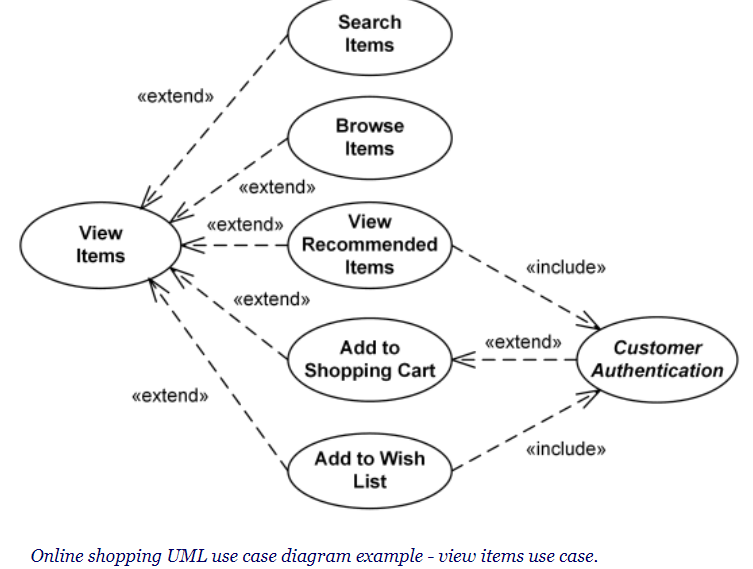 Search
Items
«extend»
Browse
Items
«extend»
View
Items
«extend»
View
Recommended
Items
«include»
«extend»
Add to
Shopping Cart
«extend»
Customer
Authentication
«extend»
Add to Wish
List
«include»
Online shopping UML use case diagram example - view items use case.